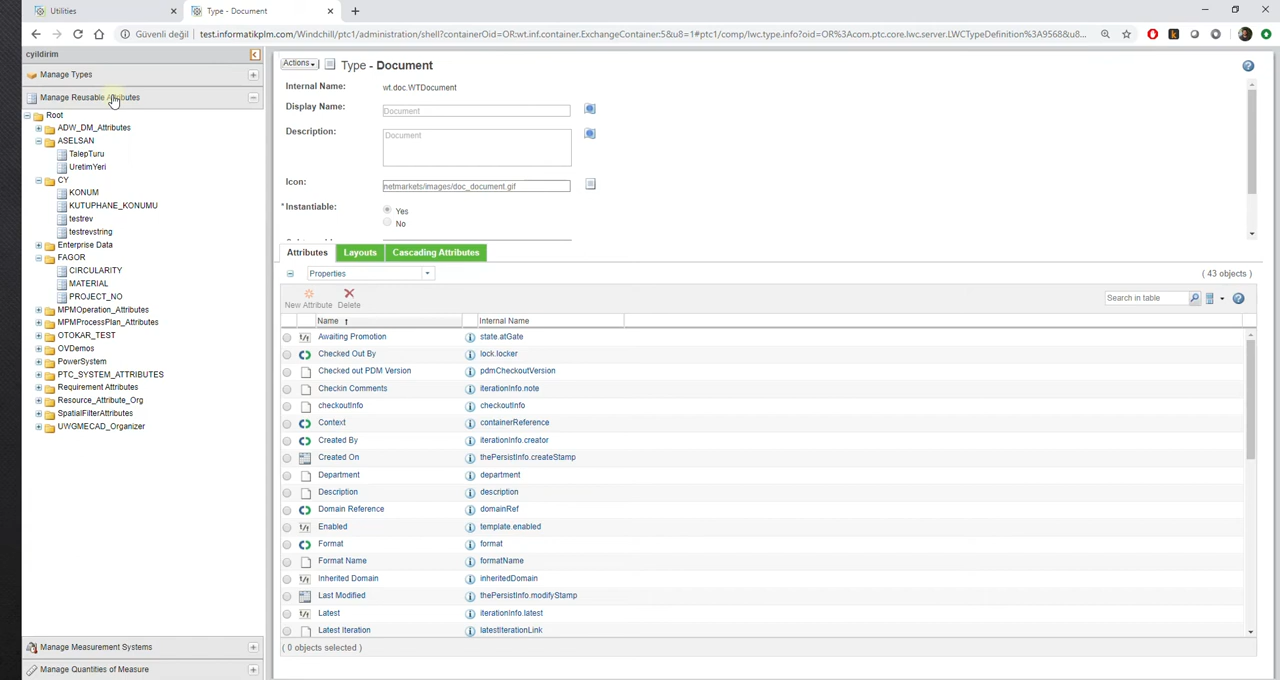 Utilities
Type - Document
Güvenli değil
test.informatikplm.com/Windchill/ptc1/administration/shell?containerOid=OR:wt.inf.container.ExchangeContainer:5&u8=1#ptc1/comp/lwc.type.info?oid=OR%3Acom.ptc.core.lwc.server.LWCTypeDefinition%3A9568&u8...
cyildirim
Manage Types
Manage Reusable Attributes
Root
ADW_DM_Attributes
ASELSAN
TalepTuru
UretimYeri
CY
KONUM
KUTUPHANE_KONUMU
testrev
testrevstring
Enterprise Data
FAGOR
CIRCULARITY
MATERIAL
PROJECT_NO
MPMOperation_Attributes
MPMProcessPlan_Attributes
OTOKAR_TEST
OVDemos
PowerSystem
PTC_SYSTEM_ATTRIBUTES
Requirement Attributes
Resource_Attribute_Org
SpatialFilterAttributes
UWGMECAD_Organizer
Manage Measurement Systems
Manage Quantities of Measure
Actions
Type - Document
Internal Name: wt.doc.WTDocument
Display Name: Document
Description: Document
Icon: netmarkets/images/doc_document.gif
*Instantiable: Yes
No
Attributes Layouts Cascading Attributes
Properties ( 43 objects )
New Attribute Delete Search in table
Name Internal Name
Awaiting Promotion state.atGate
Checked Out By lock.locker
Checked out PDM Version pdmCheckoutVersion
Checkin Comments iterationInfo.note
checkoutInfo checkoutInfo
Context containerReference
Created By iterationInfo.creator
Created On thePersistInfo.createStamp
Department department
Description description
Domain Reference domainRef
Enabled template.enabled
Format format
Format Name formatName
Inherited Domain inheritedDomain
Last Modified thePersistInfo.modifyStamp
Latest iterationInfo.latest
Latest Iteration latestIterationLink
( 0 objects selected )